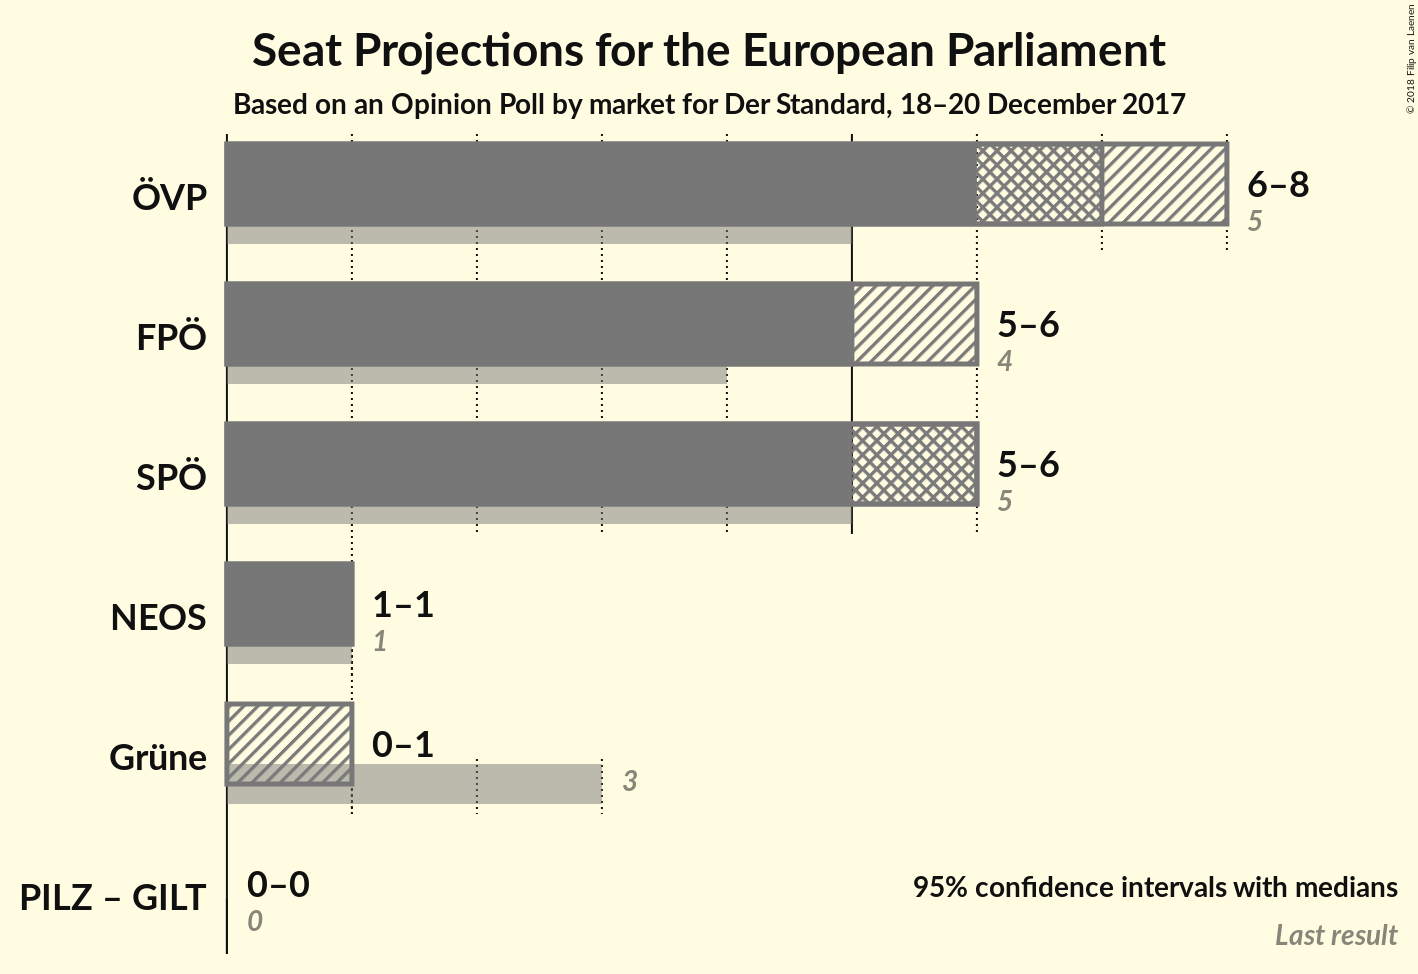 Seat Projections for the European Parliament
Based on an Opinion Poll by market for Der Standard, 18–20 December 2017
© 2018 Filip van Laenen
ÖVP
6–8
5
FPÖ
5–6
4
SPÖ
5–6
5
NEOS
1–1
1
Grüne
0–1
3
PILZ – GILT
0–0
0
95% confidence intervals with medians
Last result